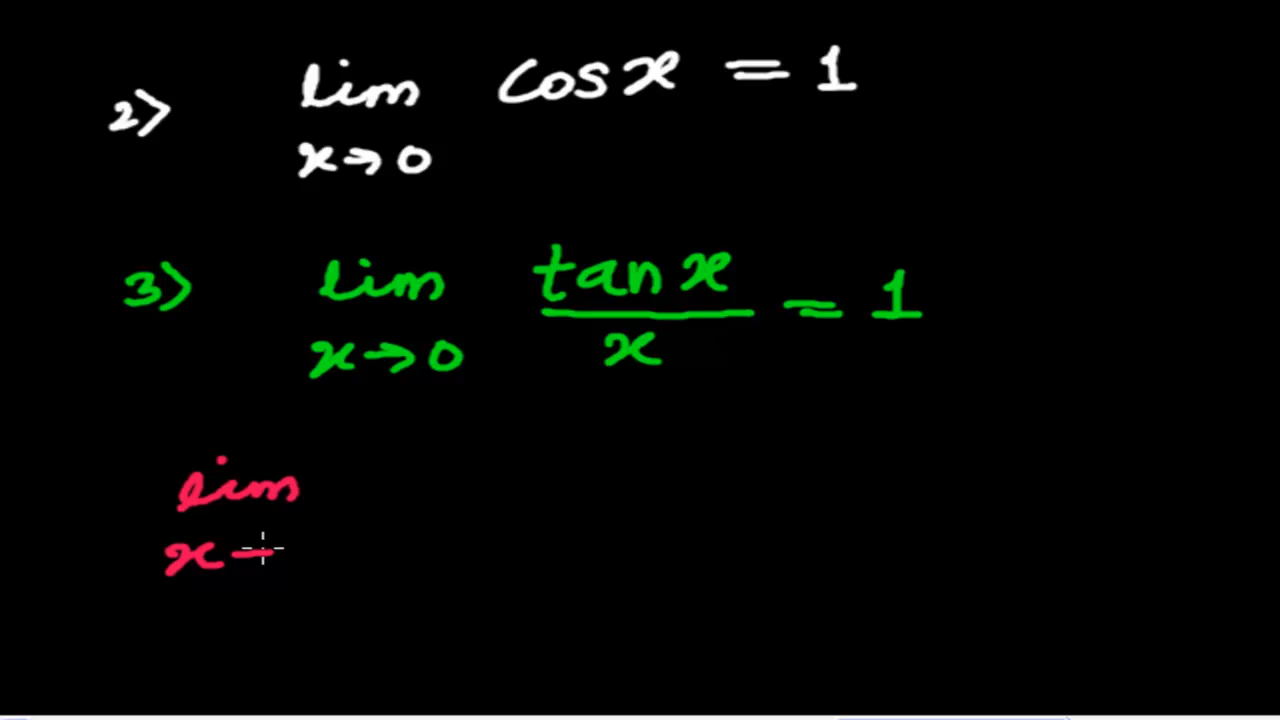 2> lim cos x = 1
x→0
3> lim tan x / x = 1
x→0
lim
x −